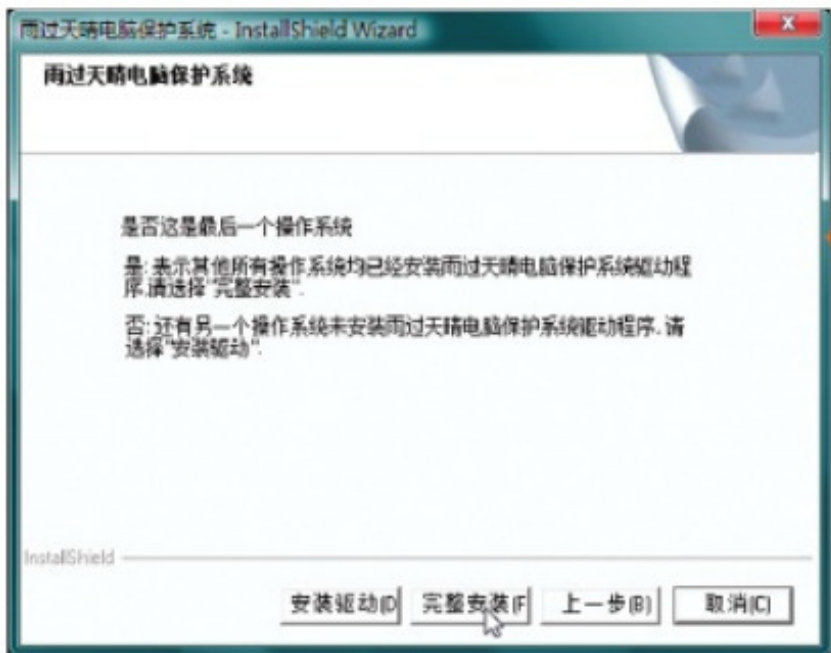 雨过天晴电脑保护系统 - InstallShield Wizard
雨过天晴电脑保护系统
是否这是最后一个操作系统
是: 表示其他所有操作系统均已经安装雨过天晴电脑保护系统驱动程
序.请选择"完整安装".
否: 还有另一个操作系统未安装雨过天晴电脑保护系统驱动程序. 请
选择"安装驱动".
InstallShield
安装驱动(D 完整安装(F 上一步(B) 取消(C)